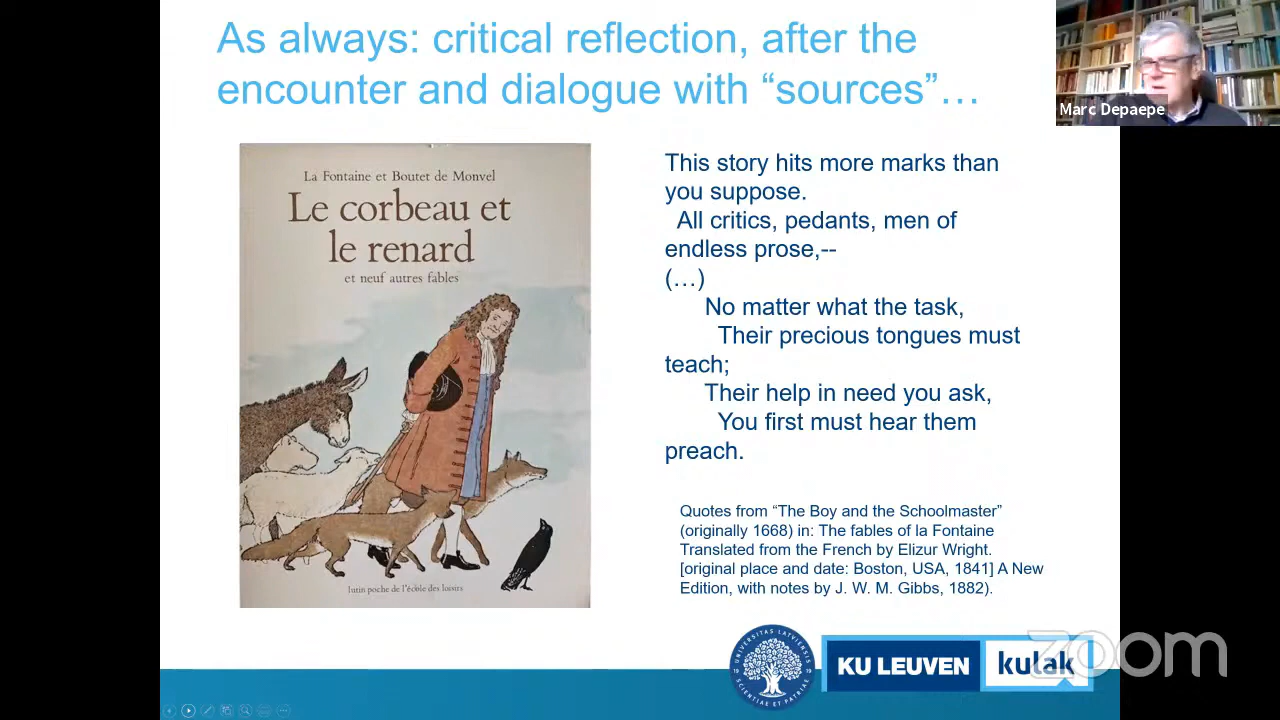 As always: critical reflection, after the
encounter and dialogue with “sources”…
Marc Depaepe
La Fontaine et Boutet de Monvel
Le corbeau et
le renard
et neuf autres fables
lutin poche de l'école des loisirs
This story hits more marks than
you suppose.
All critics, pedants, men of
endless prose,--
(…)
No matter what the task,
Their precious tongues must
teach;
Their help in need you ask,
You first must hear them
preach.
Quotes from “The Boy and the Schoolmaster”
(originally 1668) in: The fables of la Fontaine
Translated from the French by Elizur Wright.
[original place and date: Boston, USA, 1841] A New
Edition, with notes by J. W. M. Gibbs, 1882).
UNIVERSITAS LATVIENSIS
19 19
SCIENTIAE ET PATRIAE
KU LEUVEN
kulak
zoom